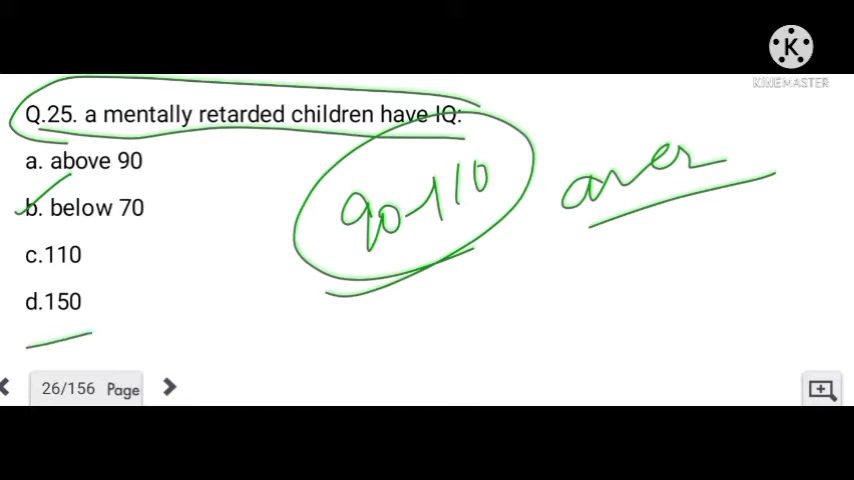 K
KINEMASTER
Q.25. a mentally retarded children have IQ:
a. above 90
b. below 70
c.110
d.150
90-110
aver
26/156 Page